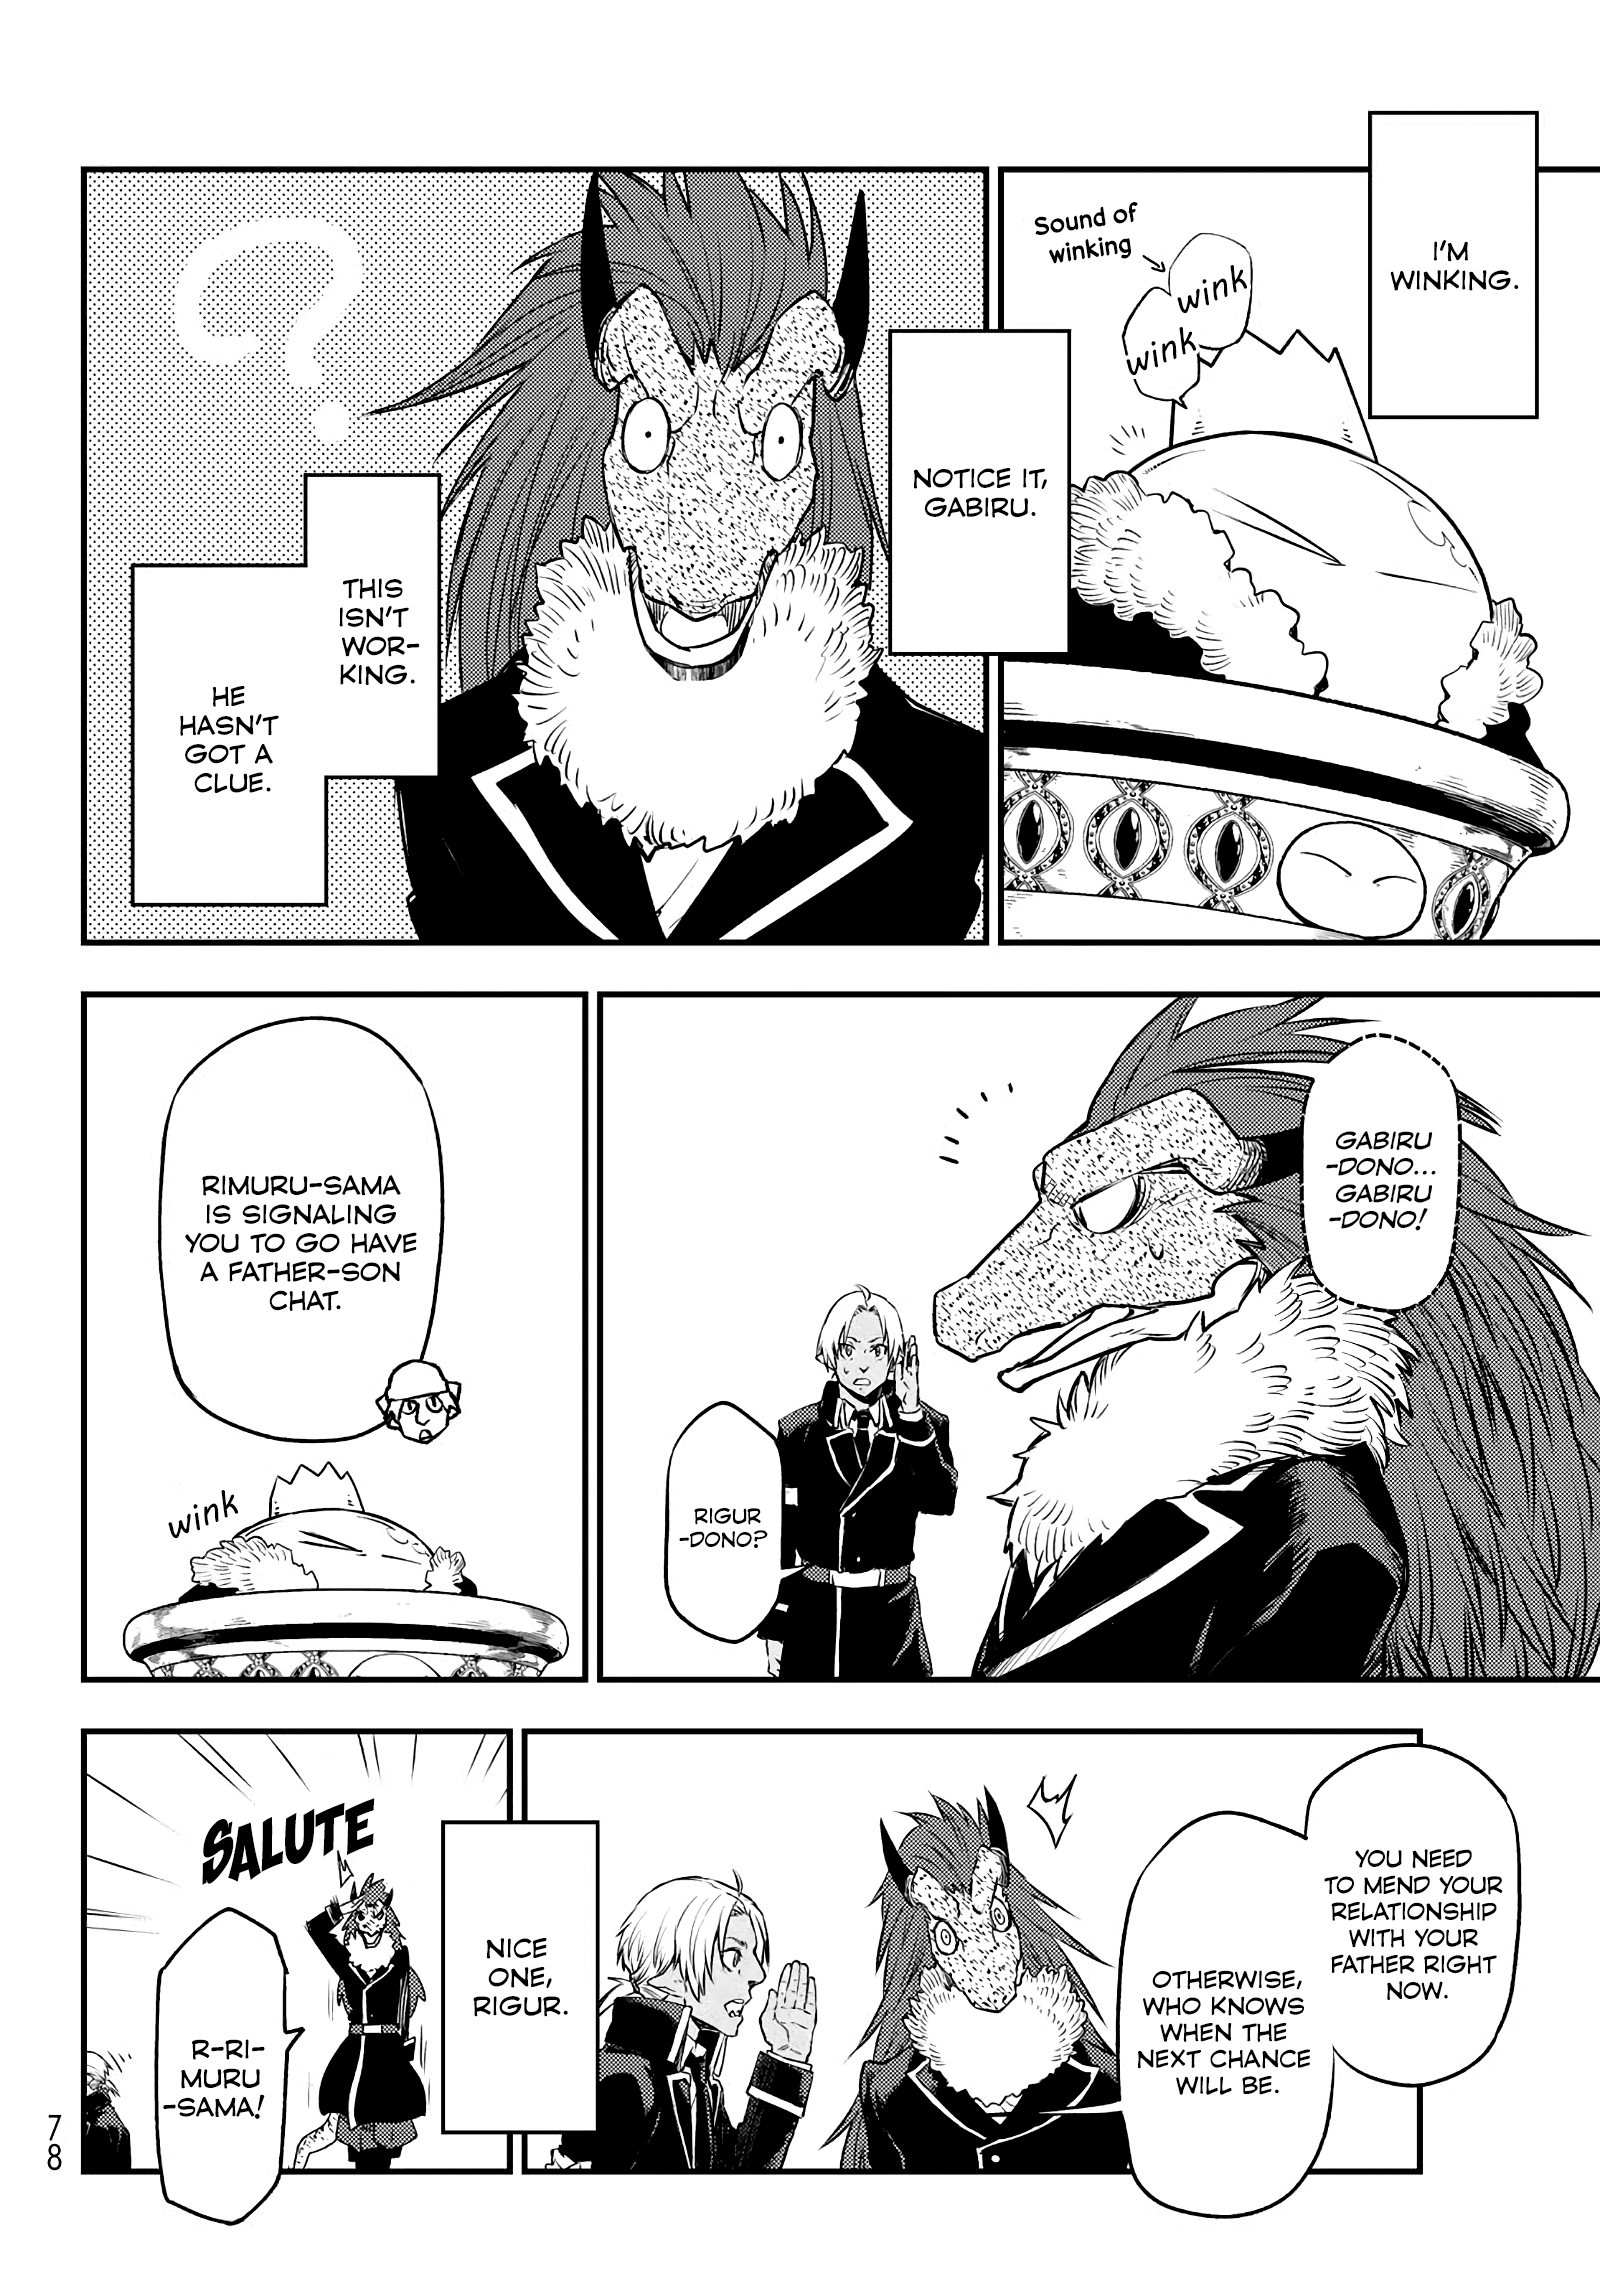 I'M
WINKING.
Sound of
winking
wink
wink
NOTICE IT,
GABIRU.
THIS
ISN'T
WOR-
KING.
HE
HASN'T
GOT A
CLUE.
GABIRU
-DONO...
GABIRU
-DONO!
RIGUR
-DONO?
RIMURU-SAMA
IS SIGNALING
YOU TO GO HAVE
A FATHER-SON
CHAT.
wink
YOU NEED
TO MEND YOUR
RELATIONSHIP
WITH YOUR
FATHER RIGHT
NOW.
OTHERWISE,
WHO KNOWS
WHEN THE
NEXT CHANCE
WILL BE.
NICE
ONE,
RIGUR.
SALUTE
R-RI-
MURU
-SAMA!
78